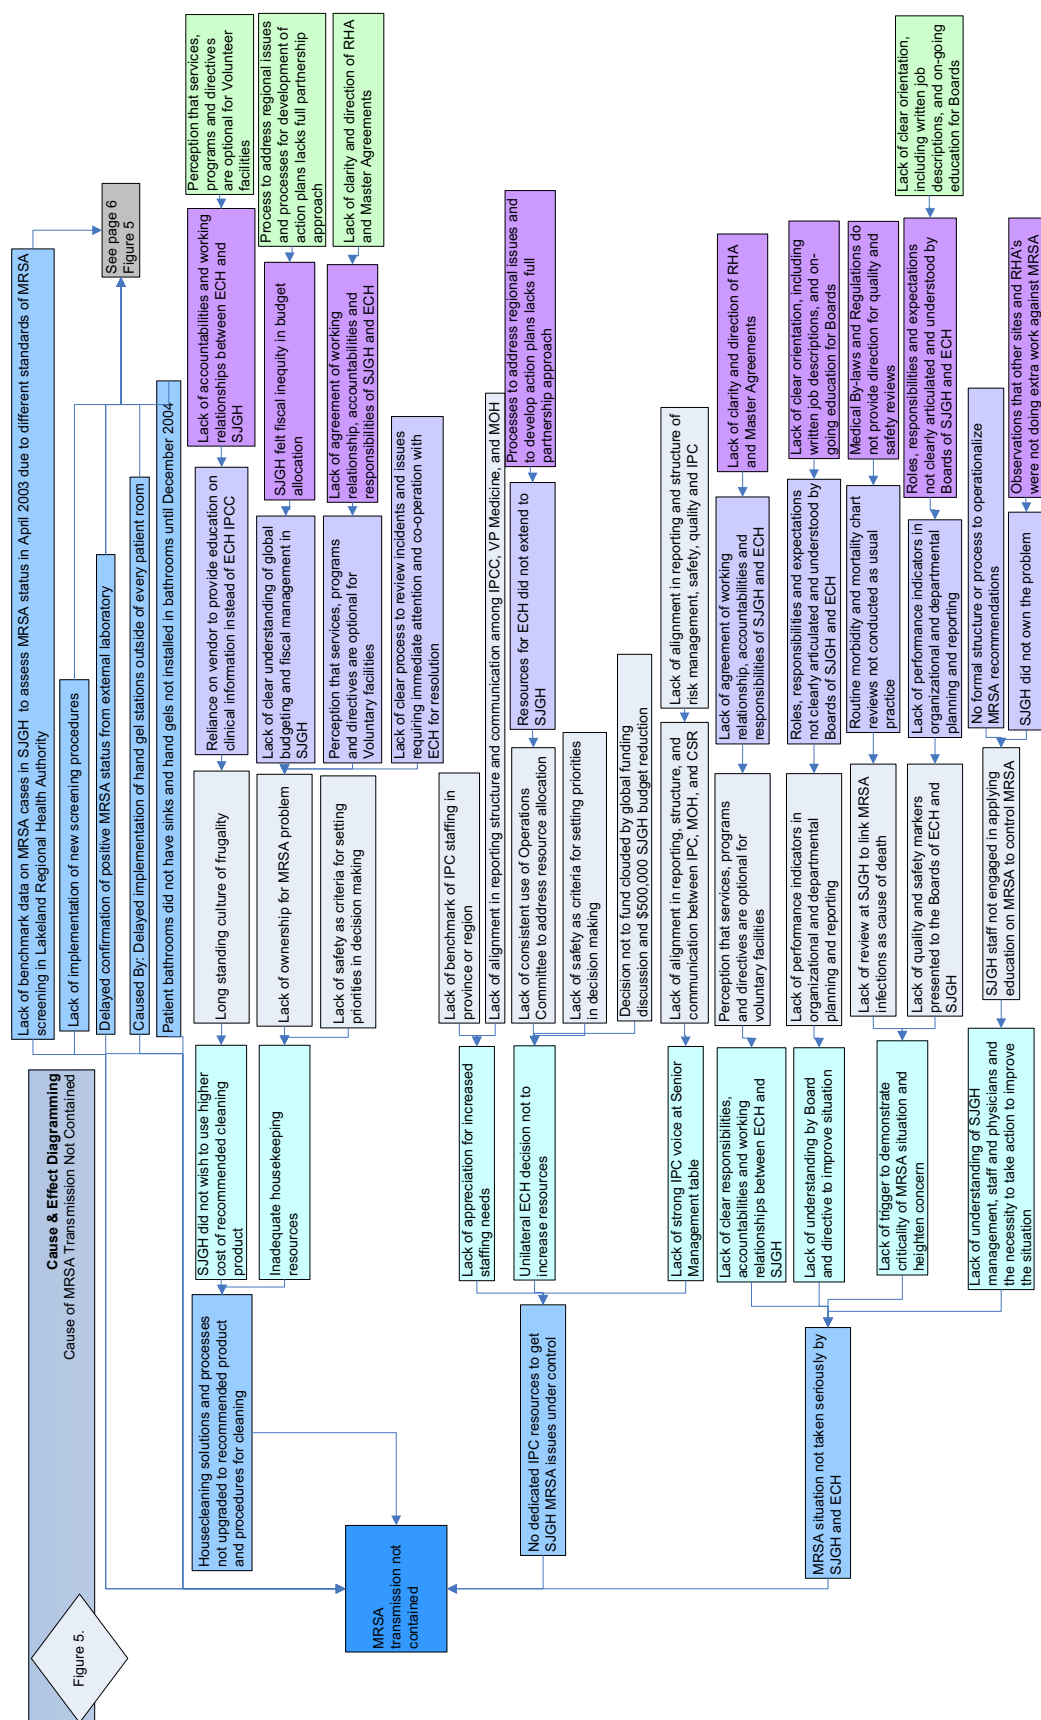 Figure 5.
Cause & Effect Diagramming
Cause of MRSA Transmission Not Contained
Lack of benchmark data on MRSA cases in SJGH  to assess MRSA status in April 2003 due to different standards of MRSA
screening in Lakeland Regional Health Authority
Lack of implementation of new screening procedures
Delayed confirmation of positive MRSA status from external laboratory
Caused By: Delayed implementation of hand gel stations outside of every patient room
Patient bathrooms did not have sinks and hand gels not installed in bathrooms until December 2004
See page 6
Figure 5
MRSA
transmission not
contained
Housecleaning solutions and processes
not upgraded to recommended product
and procedures for cleaning
SJGH did not wish to use higher
cost of recommended cleaning
product
Long standing culture of frugality
Reliance on vendor to provide education on
clinical information instead of ECH IPCC
Lack of accountabilities and working
relationships between ECH and
SJGH
Perception that services,
programs and directives
are optional for Volunteer
facilities
Inadequate housekeeping
resources
Lack of ownership for MRSA problem
Lack of clear understanding of global
budgeting and fiscal management in
SJGH
SJGH felt fiscal inequity in budget
allocation
Process to address regional issues
and processes for development of
action plans lacks full partnership
approach
Lack of safety as criteria for setting
priorities in decision making
Perception that services, programs
and directives are optional for
Voluntary facilities
Lack of agreement of working
relationship, accountabilities and
responsibilities of SJGH and ECH
Lack of clarity and direction of RHA
and Master Agreements
Lack of clear process to review incidents and issues
requiring immediate attention and co-operation with
ECH for resolution
No dedicated IPC resources to get
SJGH MRSA issues under control
Lack of appreciation for increased
staffing needs
Lack of benchmark of IPC staffing in
province or region
Lack of alignment in reporting structure and communication among IPCC, VP Medicine, and MOH
Unilateral ECH decision not to
increase resources
Lack of consistent use of Operations
Committee to address resource allocation
Resources for ECH did not extend to
SJGH
Processes to address regional issues and
to develop action plans lacks full
partnership approach
Lack of safety as criteria for setting priorities
in decision making
Decision not to fund clouded by global funding
discussion and $500,000 SJGH budget reduction
Lack of strong IPC voice at Senior
Management table
Lack of alignment in reporting, structure, and
communication between IPC, MOH, and CSR
Lack of alignment in reporting and structure of
risk management, safety, quality and IPC
MRSA situation not taken seriously by
SJGH and ECH
Lack of clear responsibilities,
accountabilities and working
relationships between ECH and
SJGH
Perception that services, programs
and directives are optional for
voluntary facilities
Lack of agreement of working
relationship, accountabilities and
responsibilities of SJGH and ECH
Lack of clarity and direction of RHA
and Master Agreements
Lack of understanding by Board
and directive to improve situation
Lack of performance indicators in
organizational and departmental
planning and reporting
Roles, responsibilities and expectations
not clearly articulated and understood by
Boards of SJGH and ECH
Lack of clear orientation, including
written job descriptions, and on-
going education for Boards
Lack of trigger to demonstrate
criticality of MRSA situation and
heighten concern
Lack of review at SJGH to link MRSA
infections as cause of death
Routine morbidity and mortality chart
reviews not conducted as usual
practice
Medical By-laws and Regulations do
not provide direction for quality and
safety reviews
Lack of quality and safety markers
presented to the Boards of ECH and
SJGH
Lack of performance indicators in
organizational and departmental
planning and reporting
Roles, responsibilities and expectations
not clearly articulated and understood by
Boards of SJGH and ECH
Lack of clear orientation,
including written job
descriptions, and on-going
education for Boards
Lack of understanding of SJGH
management, staff and physicians and
the necessity to take action to improve
the situation
SJGH staff not engaged in applying
education on MRSA to control MRSA
No formal structure or process to operationalize
MRSA recommendations
SJGH did not own the problem
Observations that other sites and RHA's
were not doing extra work against MRSA